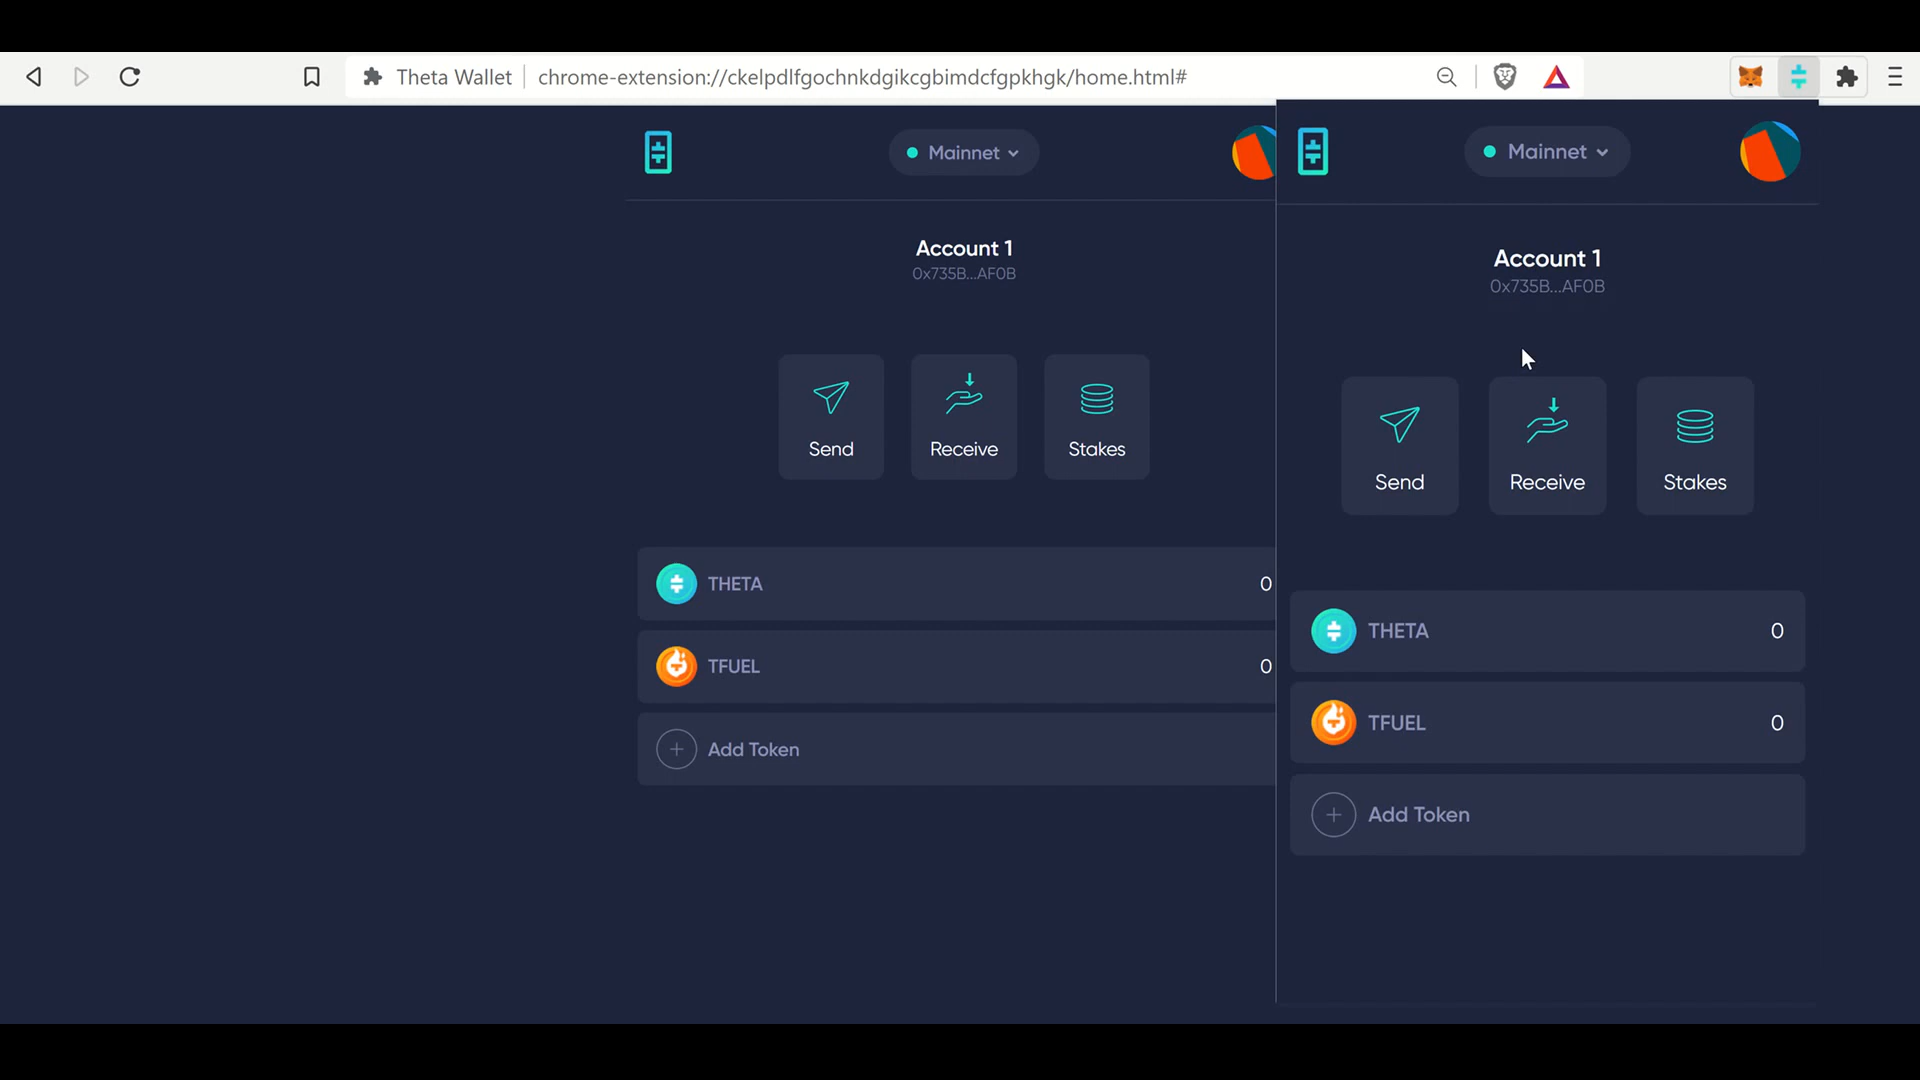 Theta Wallet chrome-extension://ckelpdlfgochnkdgikcgbimdcfgpkhgk/home.html#
Mainnet
Account 1
0x735B...AF0B
Send
Receive
Stakes
THETA 0
TFUEL 0
Add Token
Mainnet
Account 1
0x735B...AF0B
Send
Receive
Stakes
THETA 0
TFUEL 0
Add Token